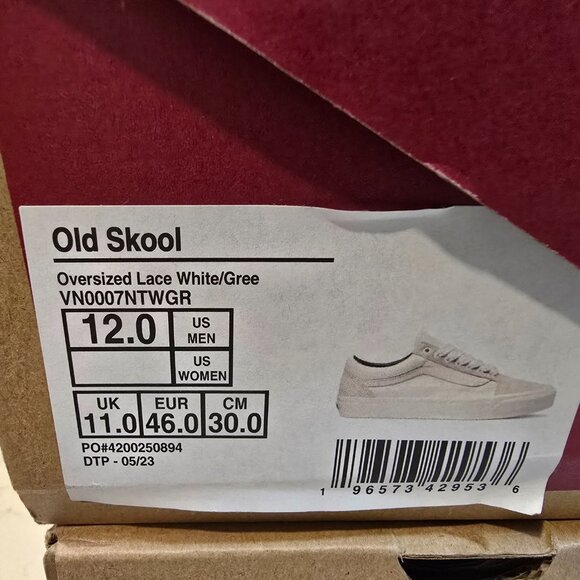 Old Skool
Oversized Lace White/Gree
VN0007NTWGR
12.0 US MEN
US WOMEN
UK EUR CM
11.0 46.0 30.0
PO#4200250894
DTP - 05/23
1 96573 42953 6